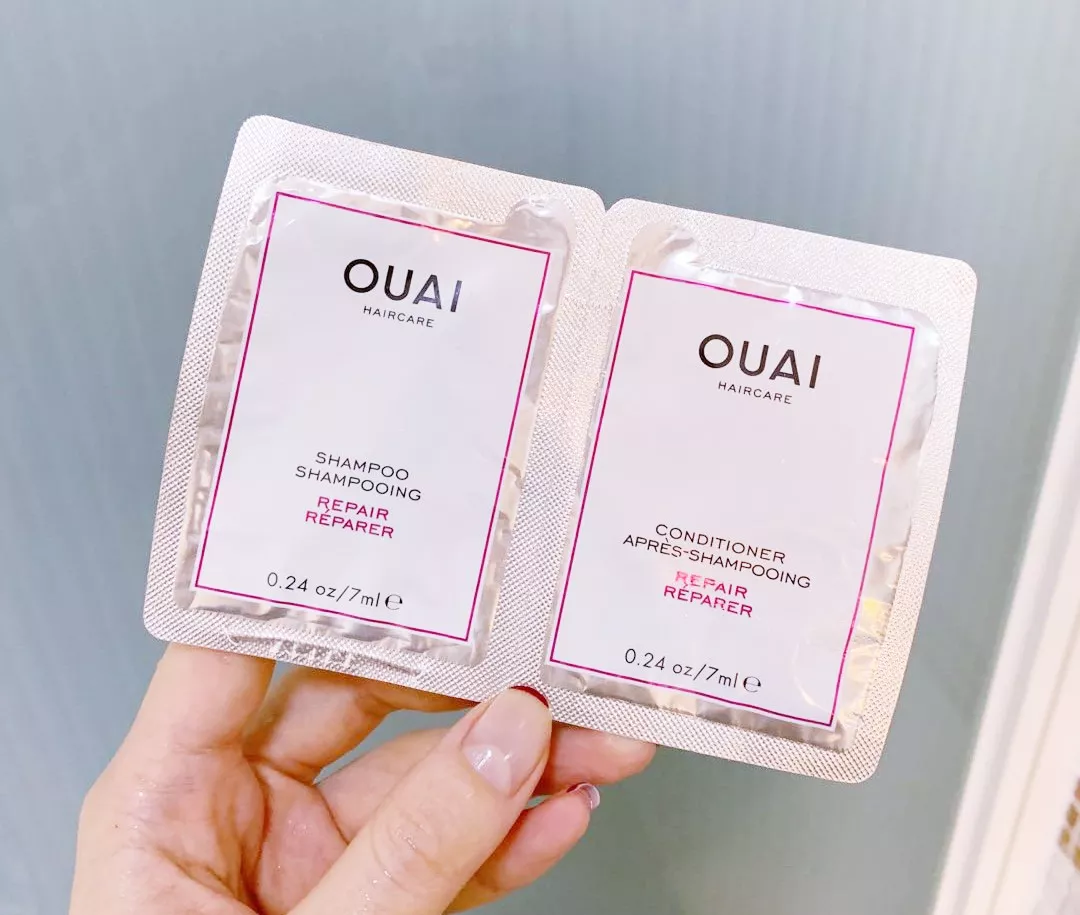 OUAI
HAIRCARE
SHAMPOO
SHAMPOOING
REPAIR
RÉPARER
0.24 oz/7ml ℮
OUAI
HAIRCARE
CONDITIONER
APRÈS-SHAMPOOING
REPAIR
RÉPARER
0.24 oz/7ml ℮